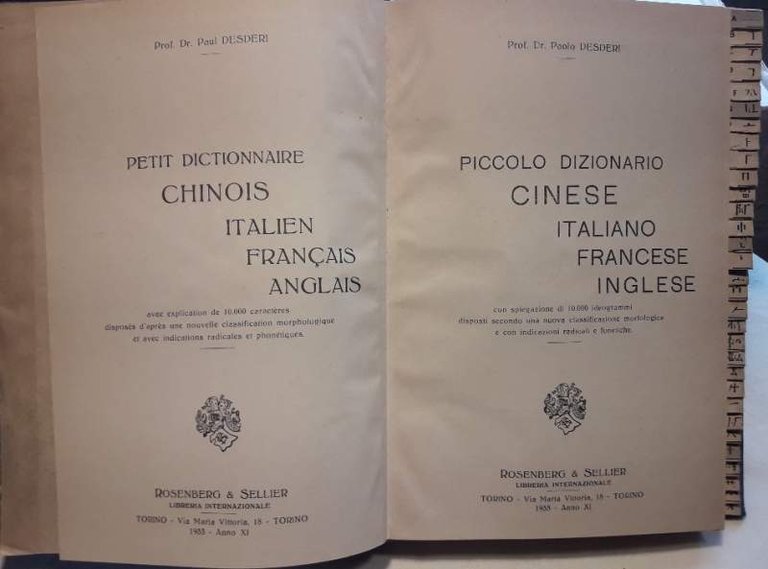 Prof. Dr. Paul DESDERI
PETIT DICTIONNAIRE
CHINOIS
ITALIEN
FRANÇAIS
ANGLAIS
avec explication de 10.000 caractères
disposés d'après une nouvelle classification morphologique
et avec indications radicales et phonétiques.
ROSENBERG & SELLIER
LIBRERIA INTERNAZIONALE
TORINO - Via Maria Vittoria, 18 - TORINO
1933 - Anno XI
Prof. Dr. Paolo DESDERI
PICCOLO DIZIONARIO
CINESE
ITALIANO
FRANCESE
INGLESE
con spiegazione di 10.000 ideogrammi
disposti secondo una nuova classificazione morfologica
e con indicazioni radicali e fonetiche.
ROSENBERG & SELLIER
LIBRERIA INTERNAZIONALE
TORINO - Via Maria Vittoria, 18 - TORINO
1933 - Anno XI